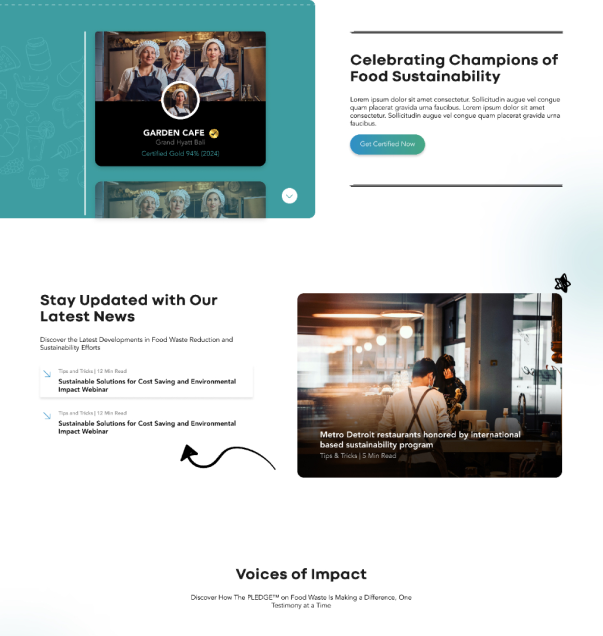 GARDEN CAFE
Grand Hyatt Bali
Certified Gold 94% (2024)
Celebrating Champions of
Food Sustainability
Lorem ipsum dolor sit amet consectetur. Sollicitudin augue vel congue
quam placerat gravida urna faucibus. Lorem ipsum dolor sit amet
consectetur. Sollicitudin augue vel congue quam placerat gravida urna
faucibus.
Get Certified Now
Stay Updated with Our
Latest News
Discover the Latest Developments in Food Waste Reduction and
Sustainability Efforts
Tips and Tricks | 12 Min Read
Sustainable Solutions for Cost Saving and Environmental
Impact Webinar
Tips and Tricks | 12 Min Read
Sustainable Solutions for Cost Saving and Environmental
Impact Webinar
Metro Detroit restaurants honored by international
based sustainability program
Tips & Tricks | 5 Min Read
Voices of Impact
Discover How The PLEDGE™ on Food Waste Is Making a Difference, One
Testimony at a Time